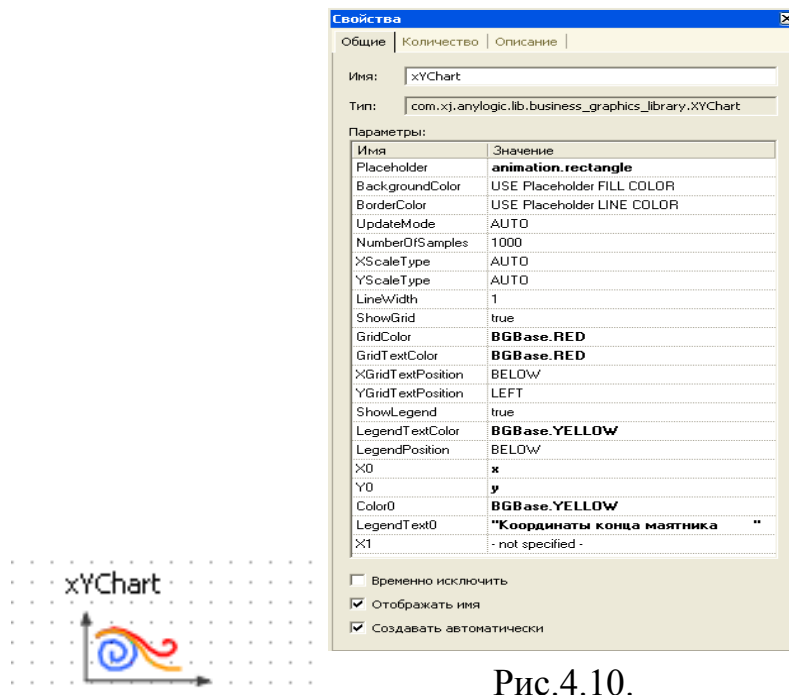 Свойства
Общие Количество Описание
Имя: xYChart
Тип: com.xj.anylogic.lib.business_graphics_library.XYChart
Параметры:
Имя Значение
Placeholder animation.rectangle
BackgroundColor USE Placeholder FILL COLOR
BorderColor USE Placeholder LINE COLOR
UpdateMode AUTO
NumberOfSamples 1000
XScaleType AUTO
YScaleType AUTO
LineWidth 1
ShowGrid true
GridColor BGBase.RED
GridTextColor BGBase.RED
XGridTextPosition BELOW
YGridTextPosition LEFT
ShowLegend true
LegendTextColor BGBase.YELLOW
LegendPosition BELOW
X0 x
Y0 y
Color0 BGBase.YELLOW
LegendText0 "Координаты конца маятника "
X1 - not specified -
Временно исключить
Отображать имя
Создавать автоматически
xYChart
Рис.4.10.